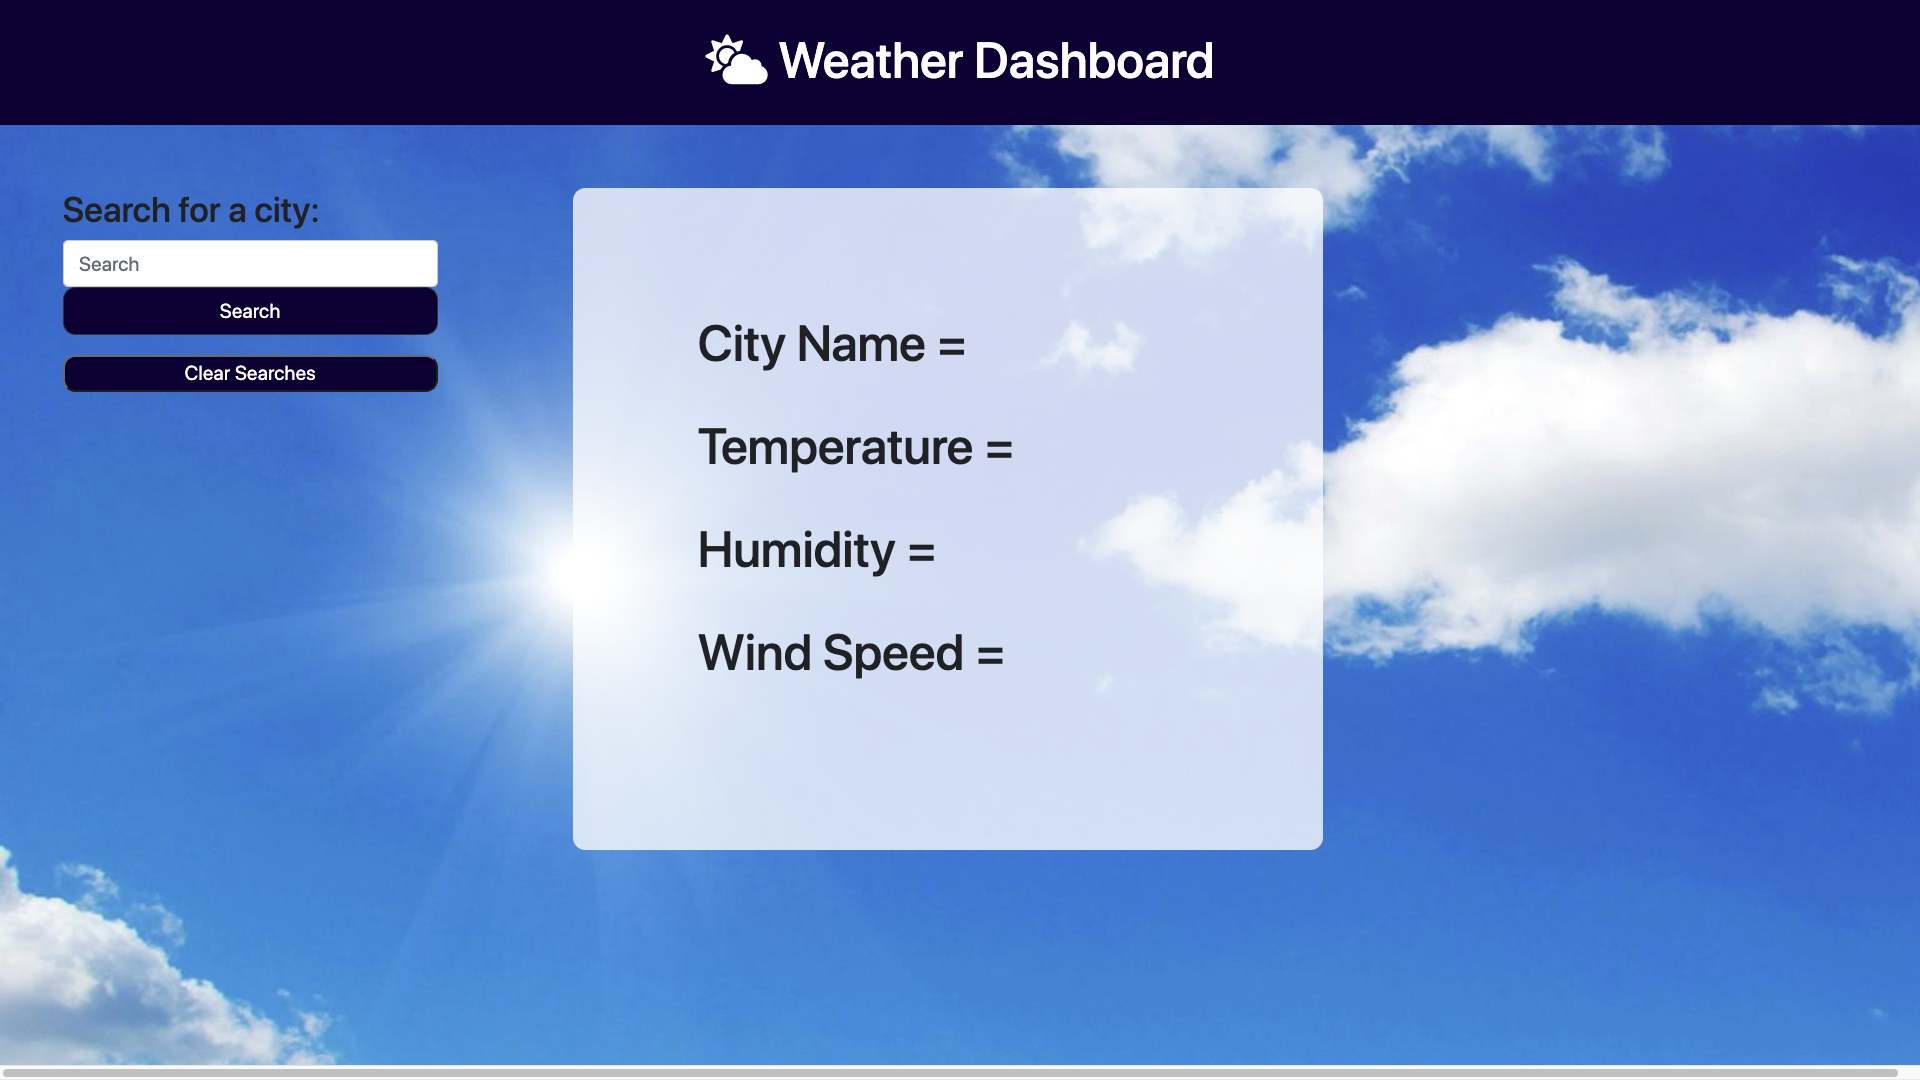 Weather Dashboard
Search for a city:
Search
Search
Clear Searches
City Name =
Temperature =
Humidity =
Wind Speed =